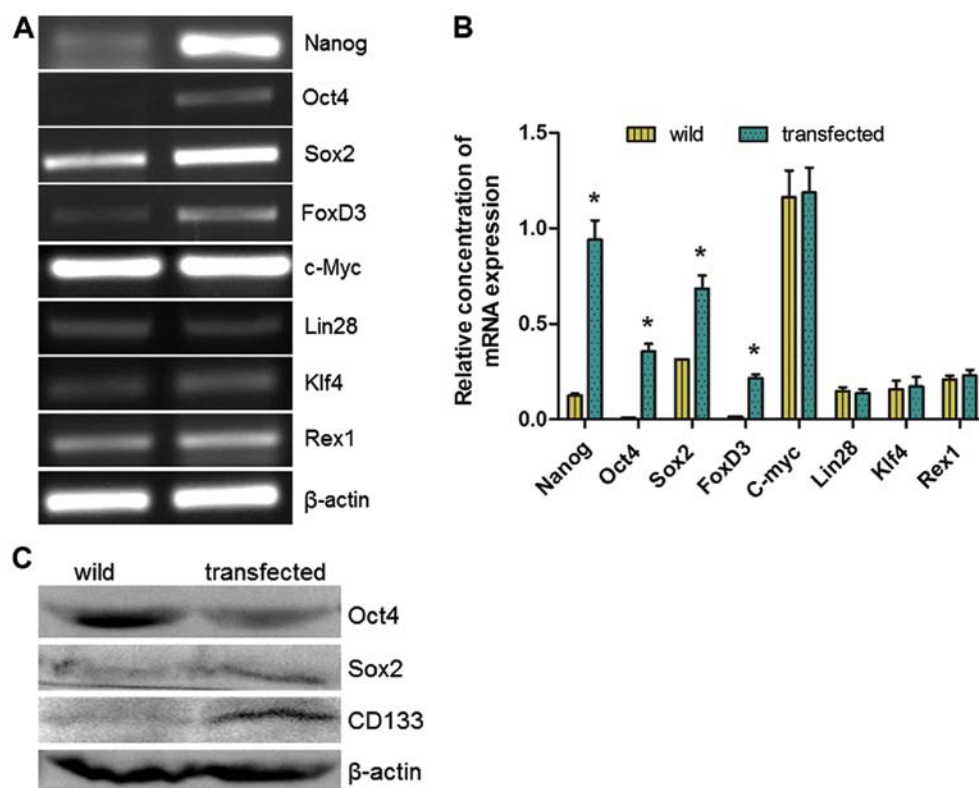 A
Nanog
Oct4
Sox2
FoxD3
c-Myc
Lin28
Klf4
Rex1
β-actin
B
wild transfected
Relative concentration of
mRNA expression
1.5
1.0
0.5
0.0
*
*
*
*
Nanog
Oct4
Sox2
FoxD3
C-myc
Lin28
Klf4
Rex1
C
wild transfected
Oct4
Sox2
CD133
β-actin